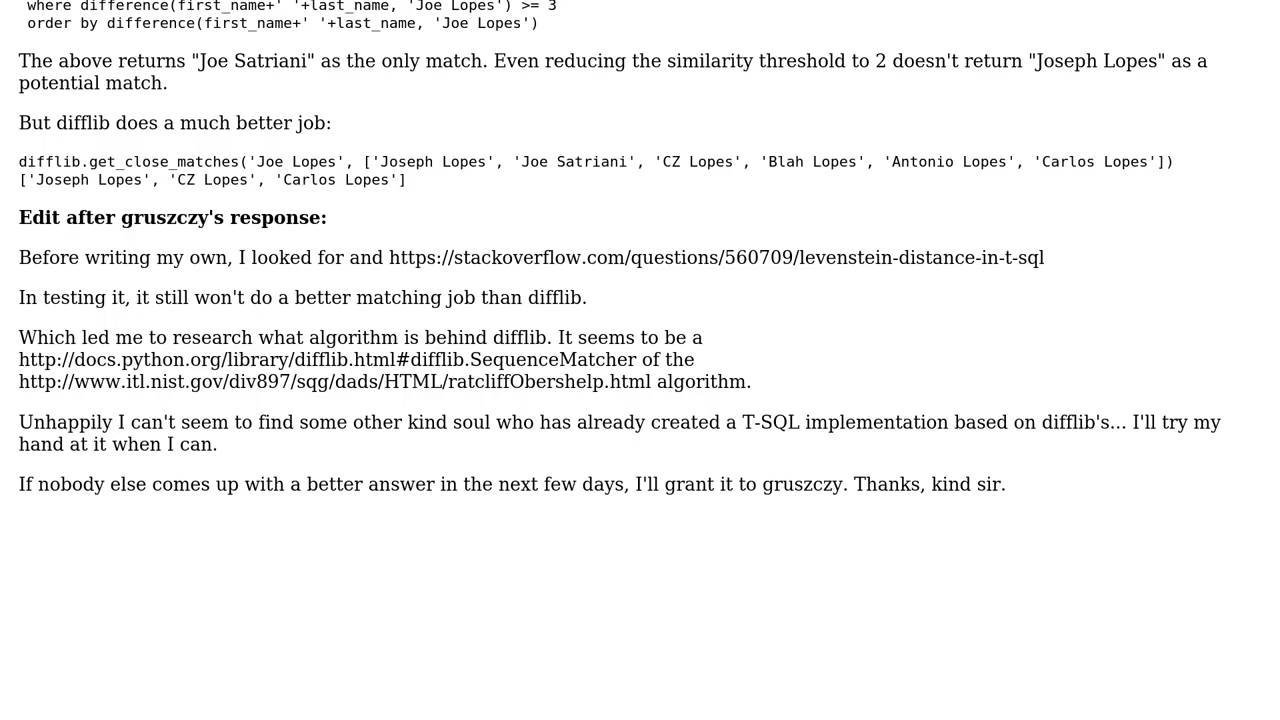 where difference(first_name+' '+last_name, 'Joe Lopes') >= 3
order by difference(first_name+' '+last_name, 'Joe Lopes')
The above returns "Joe Satriani" as the only match. Even reducing the similarity threshold to 2 doesn't return "Joseph Lopes" as a
potential match.
But difflib does a much better job:
difflib.get_close_matches('Joe Lopes', ['Joseph Lopes', 'Joe Satriani', 'CZ Lopes', 'Blah Lopes', 'Antonio Lopes', 'Carlos Lopes'])
['Joseph Lopes', 'CZ Lopes', 'Carlos Lopes']
Edit after gruszczy's response:
Before writing my own, I looked for and https://stackoverflow.com/questions/560709/levenstein-distance-in-t-sql
In testing it, it still won't do a better matching job than difflib.
Which led me to research what algorithm is behind difflib. It seems to be a
http://docs.python.org/library/difflib.html#difflib.SequenceMatcher of the
http://www.itl.nist.gov/div897/sqg/dads/HTML/ratcliffObershelp.html algorithm.
Unhappily I can't seem to find some other kind soul who has already created a T-SQL implementation based on difflib's... I'll try my
hand at it when I can.
If nobody else comes up with a better answer in the next few days, I'll grant it to gruszczy. Thanks, kind sir.